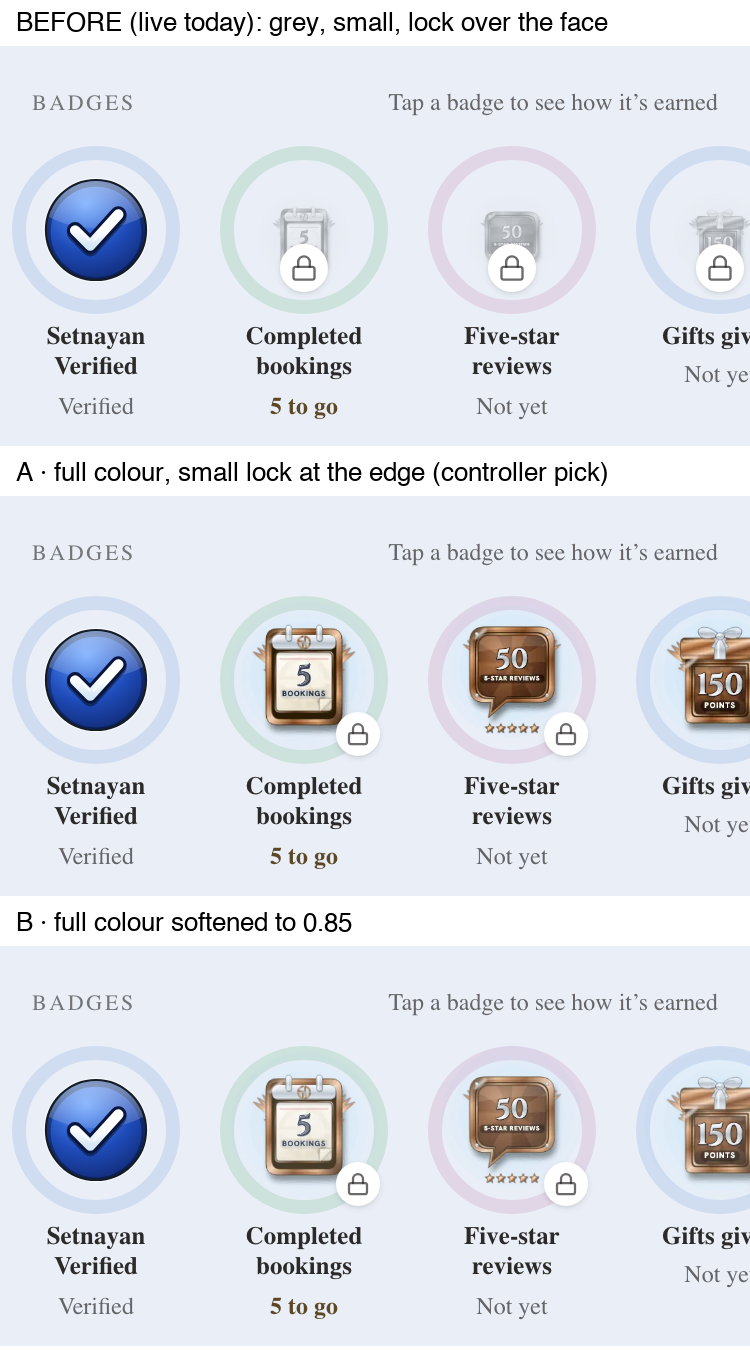 BEFORE (live today): grey, small, lock over the face
BADGES
Tap a badge to see how it’s earned
5
50
150
Setnayan
Verified
Verified
Completed
bookings
5 to go
Five-star
reviews
Not yet
Gifts giv
Not ye
A · full colour, small lock at the edge (controller pick)
BADGES
Tap a badge to see how it’s earned
5
BOOKINGS
50
5-STAR REVIEWS
150
POINTS
Setnayan
Verified
Verified
Completed
bookings
5 to go
Five-star
reviews
Not yet
Gifts giv
Not ye
B · full colour softened to 0.85
BADGES
Tap a badge to see how it’s earned
5
BOOKINGS
50
5-STAR REVIEWS
150
POINTS
Setnayan
Verified
Verified
Completed
bookings
5 to go
Five-star
reviews
Not yet
Gifts giv
Not ye